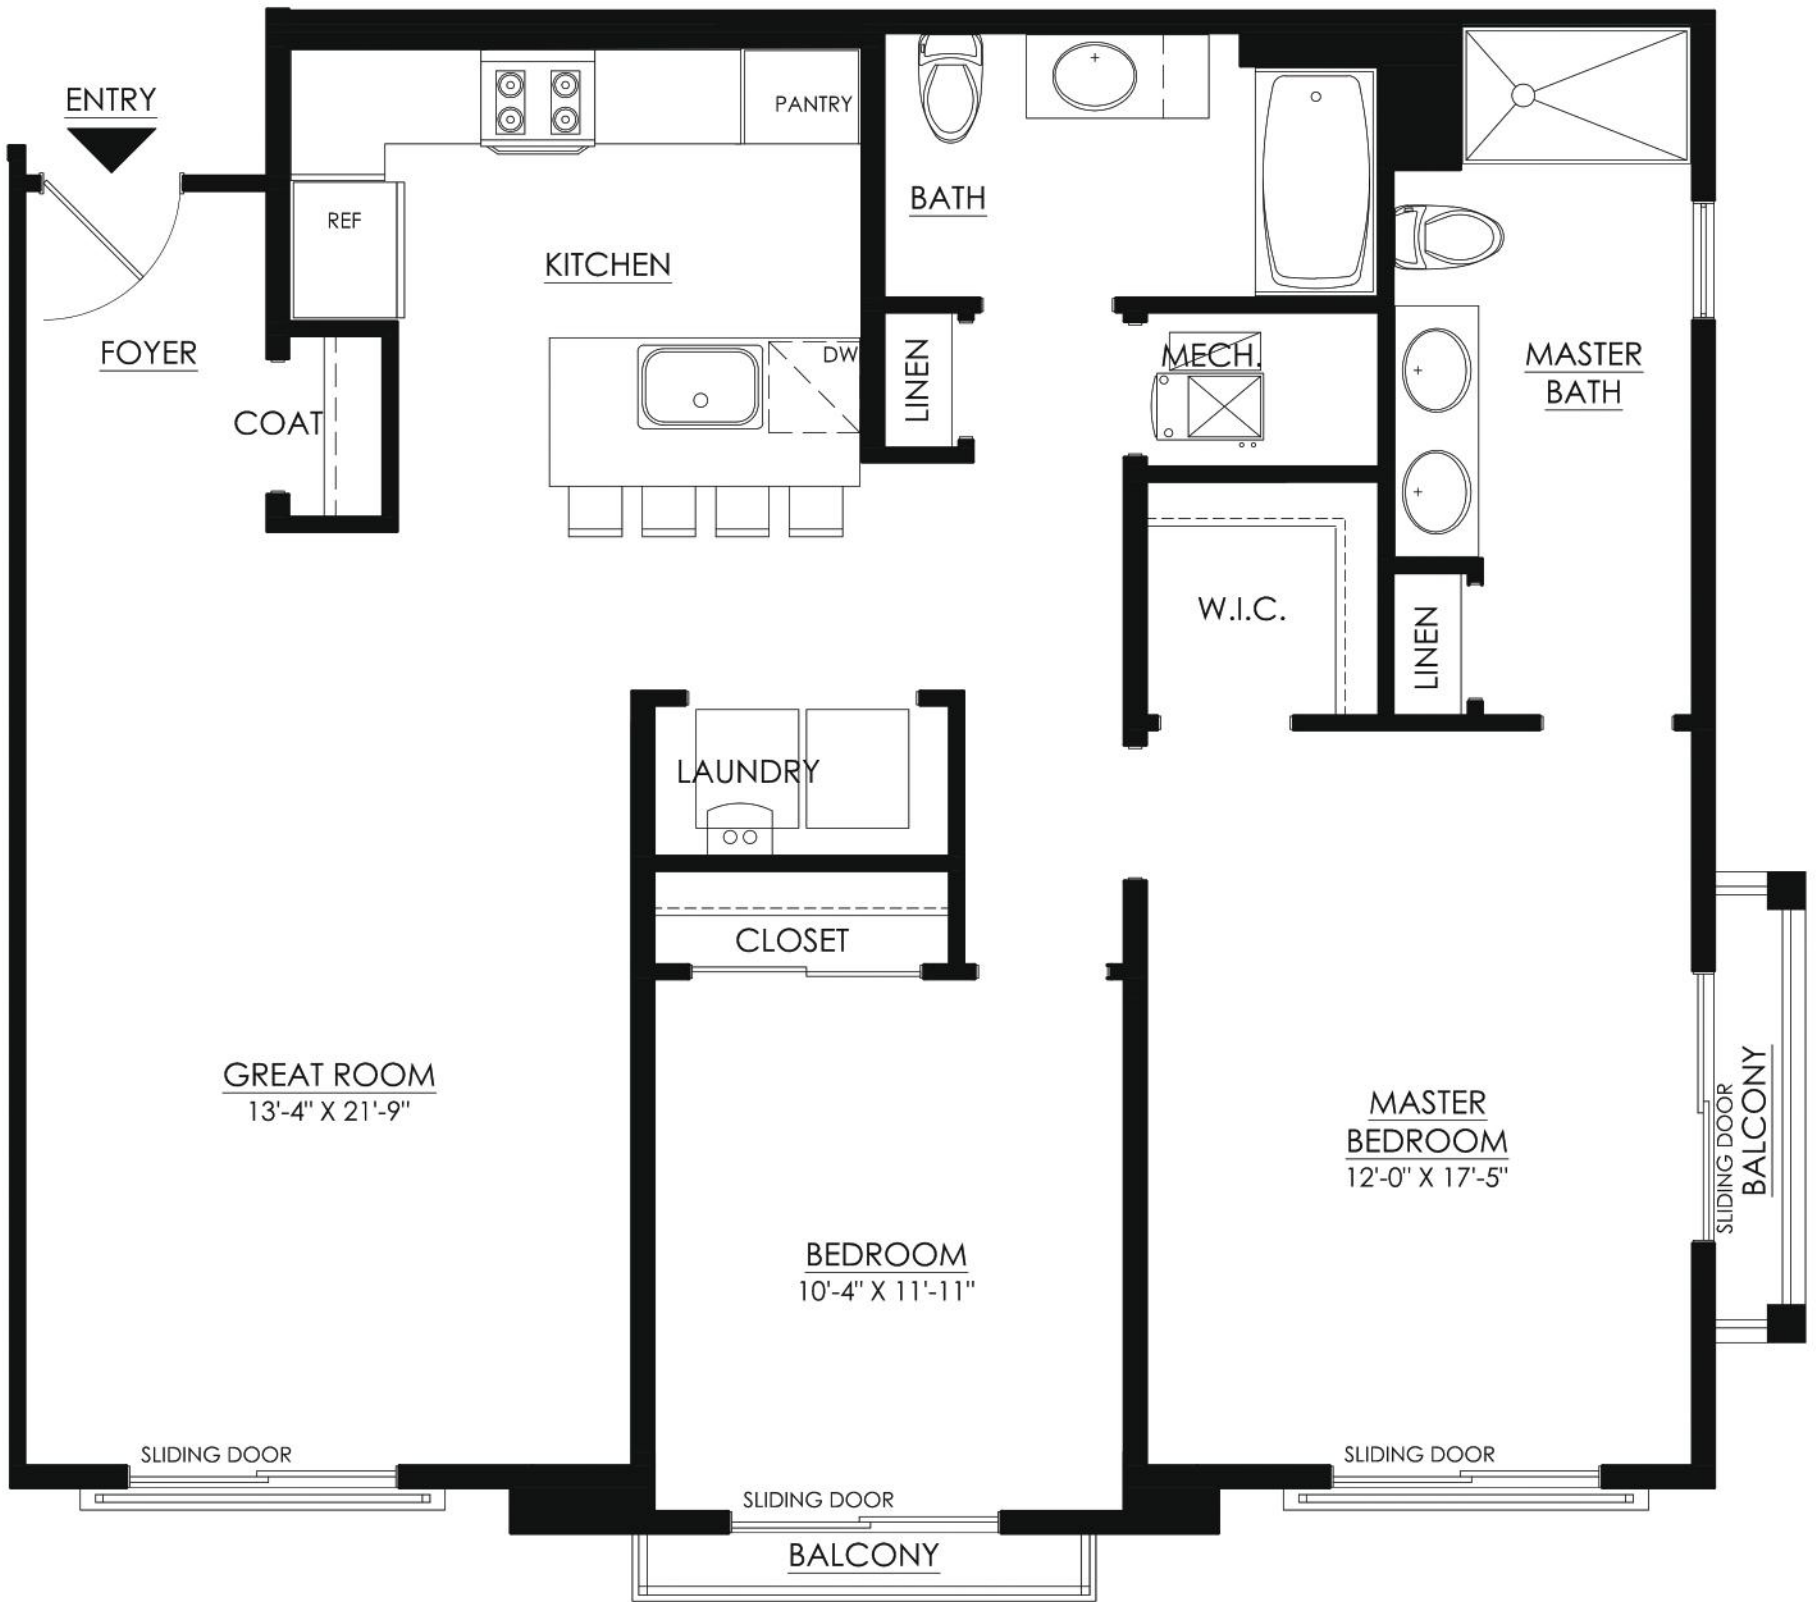 ENTRY
PANTRY
REF
BATH
KITCHEN
FOYER
COAT
DW
LINEN
MECH.
MASTER
BATH
W.I.C.
LINEN
LAUNDRY
CLOSET
GREAT ROOM
13'-4" X 21'-9"
BEDROOM
10'-4" X 11'-11"
MASTER
BEDROOM
12'-0" X 17'-5"
SLIDING DOOR
BALCONY
SLIDING DOOR
SLIDING DOOR
SLIDING DOOR
BALCONY